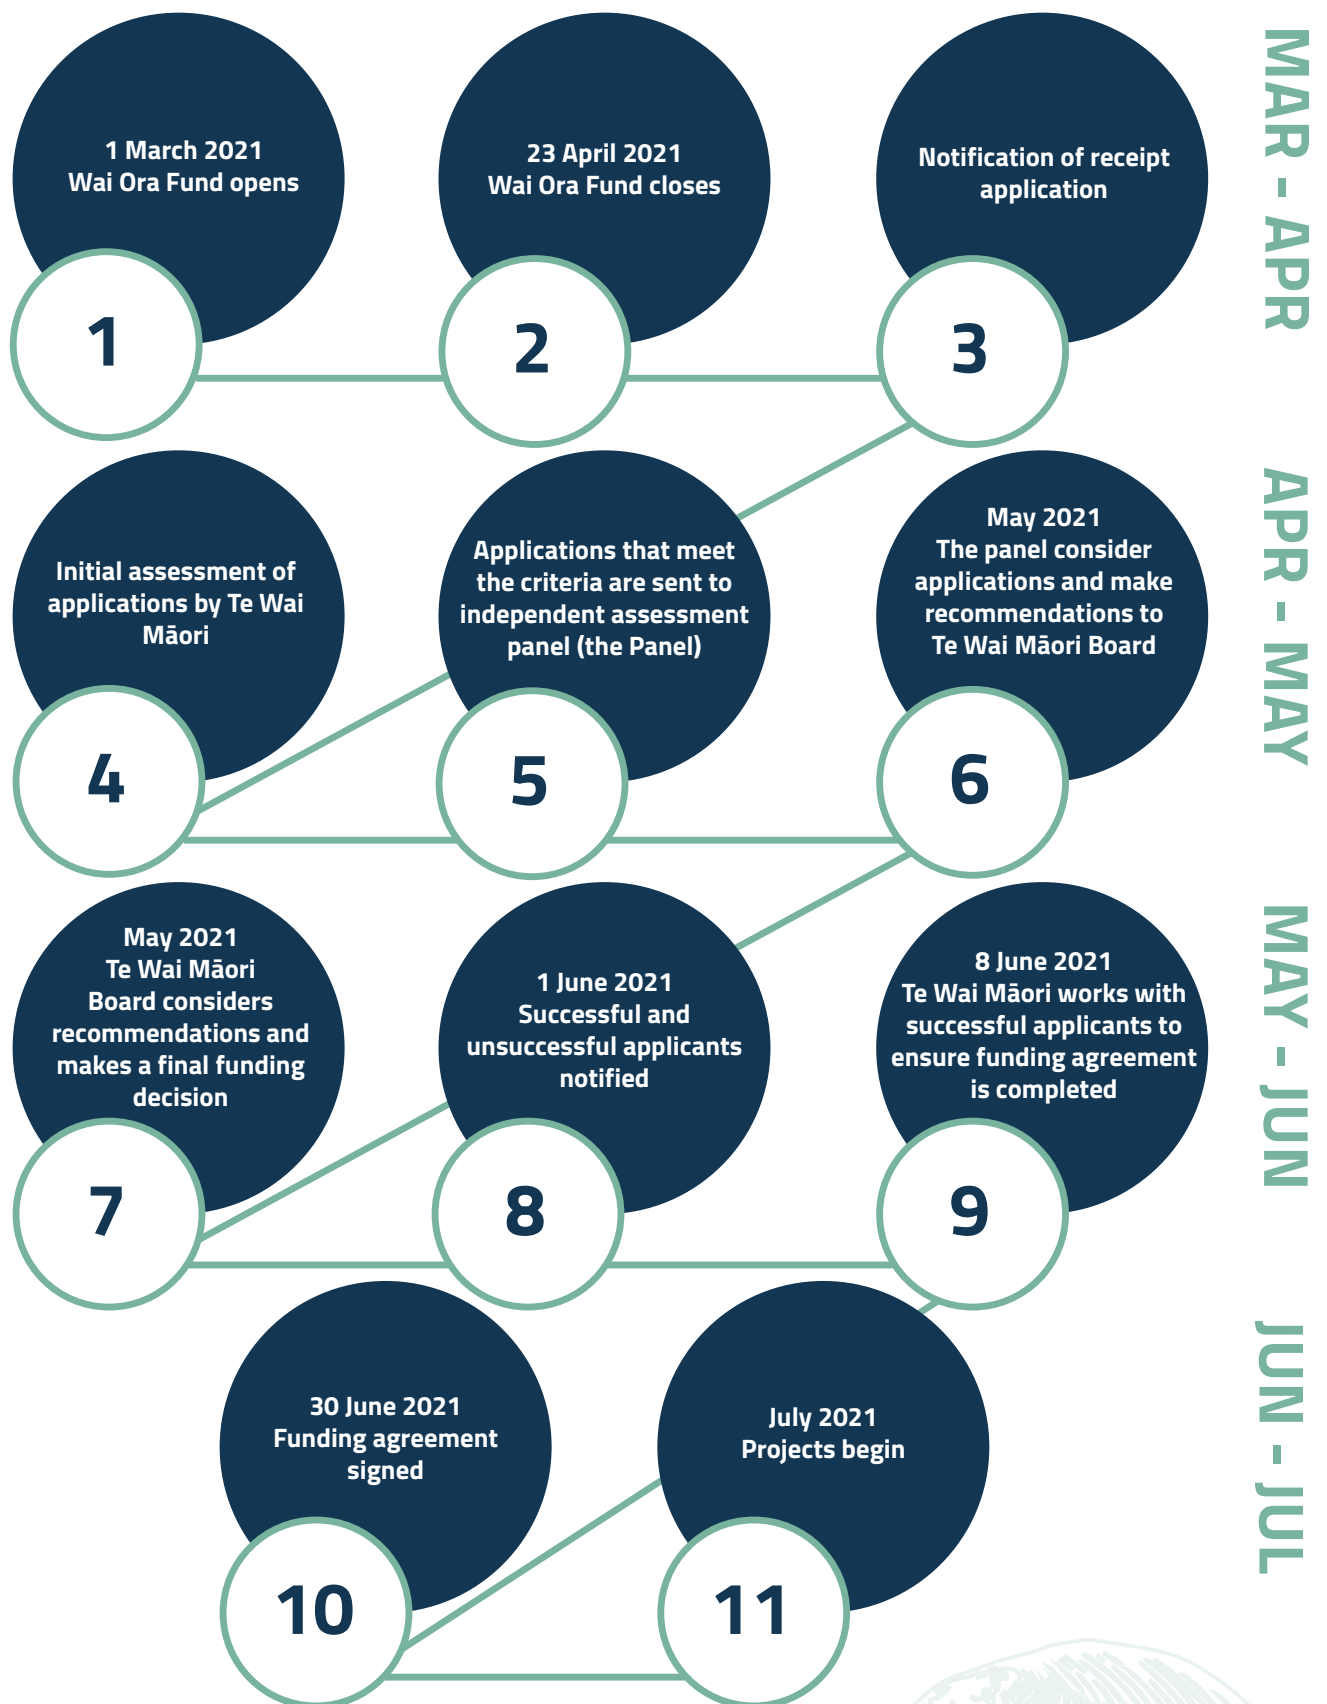 1 March 2021
Wai Ora Fund opens
1
23 April 2021
Wai Ora Fund closes
2
Notification of receipt
application
3
MAR - APR
Initial assessment of
applications by Te Wai
Māori
4
Applications that meet
the criteria are sent to
independent assessment
panel (the Panel)
5
May 2021
The panel consider
applications and make
recommendations to
Te Wai Māori Board
6
APR - MAY
May 2021
Te Wai Māori
Board considers
recommendations and
makes a final funding
decision
7
1 June 2021
Successful and
unsuccessful applicants
notified
8
8 June 2021
Te Wai Māori works with
successful applicants to
ensure funding agreement
is completed
9
MAY - JUN
30 June 2021
Funding agreement
signed
10
July 2021
Projects begin
11
JUN - JUL